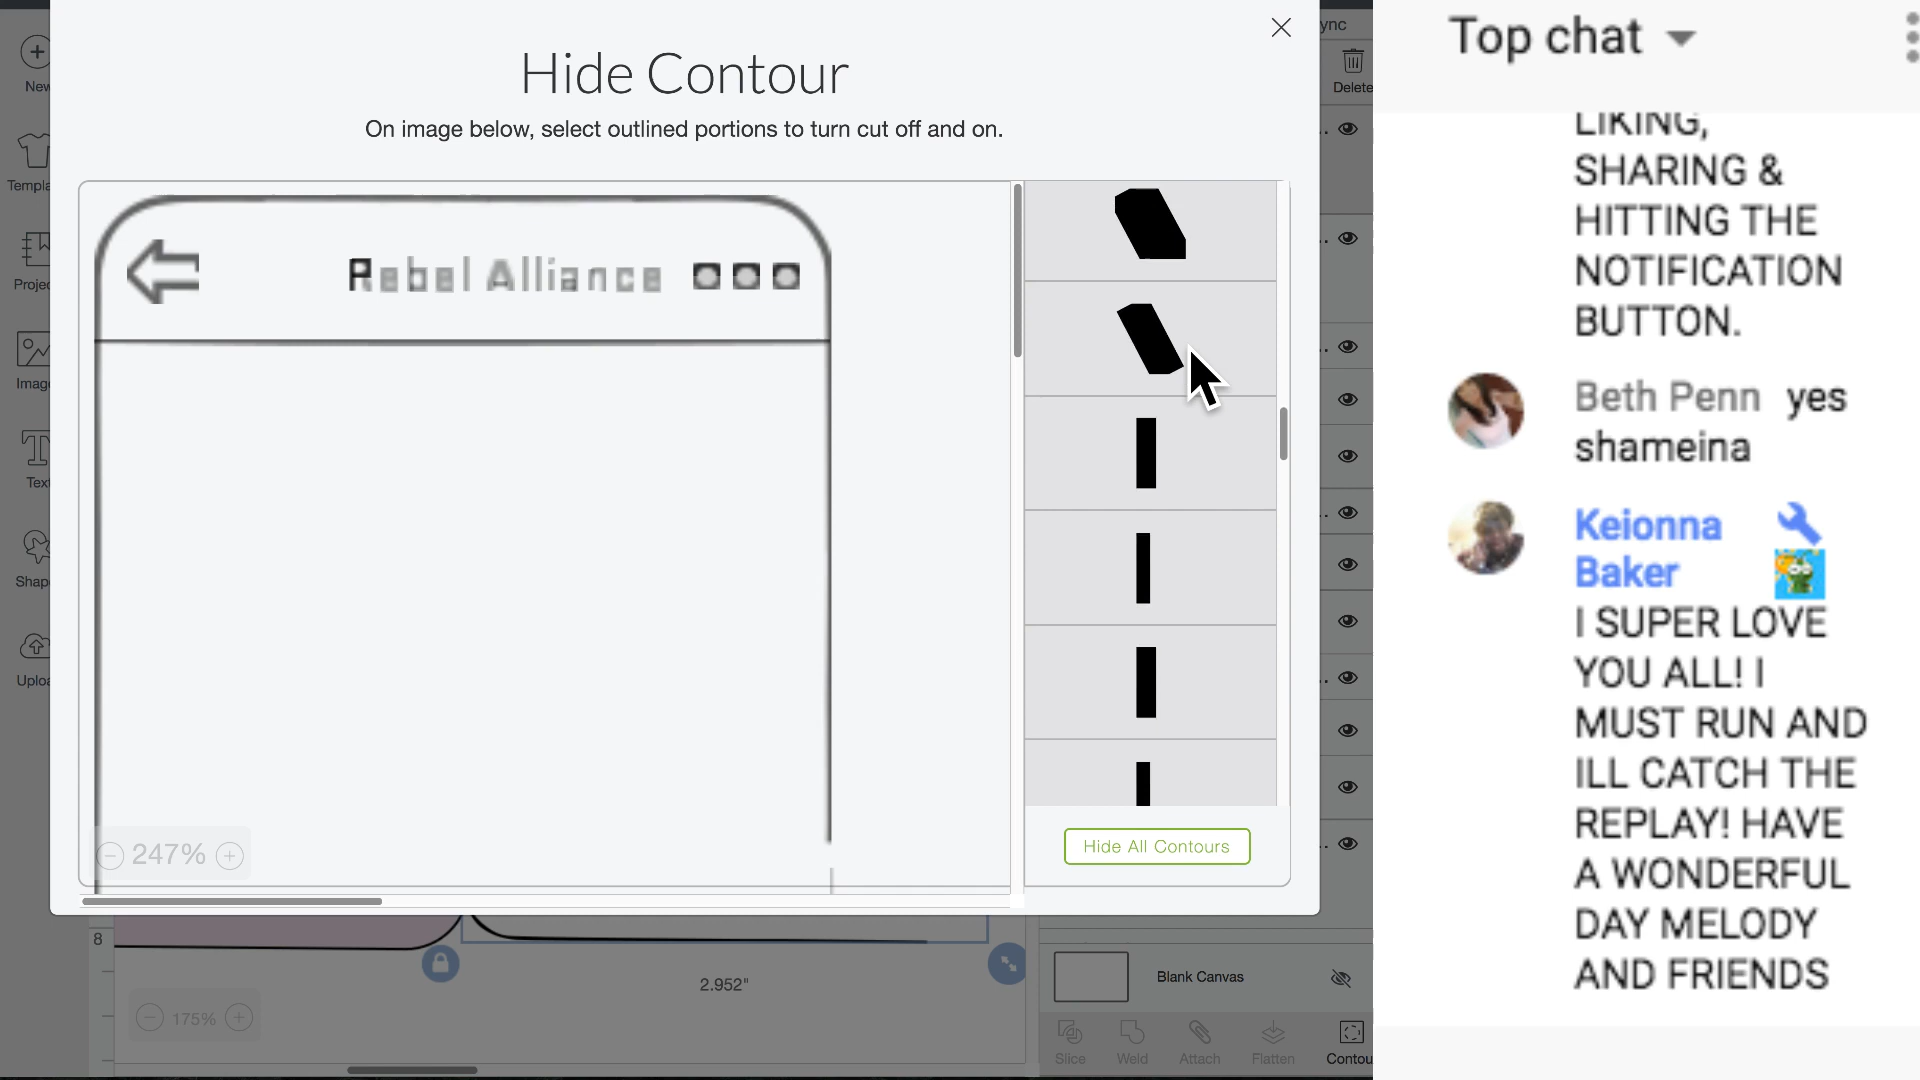 Hide Contour
On image below, select outlined portions to turn cut off and on.
ync
New
Delete
Templa
Projec
Imag
Text
Shap
Uploa
Rebel Alliance
247%
Hide All Contours
8
2.952"
175%
Blank Canvas
Slice
Weld
Attach
Flatten
Contou
Top chat
LIKING,
SHARING &
HITTING THE
NOTIFICATION
BUTTON.
Beth Penn yes
shameina
Keionna
Baker
I SUPER LOVE
YOU ALL! I
MUST RUN AND
ILL CATCH THE
REPLAY! HAVE
A WONDERFUL
DAY MELODY
AND FRIENDS